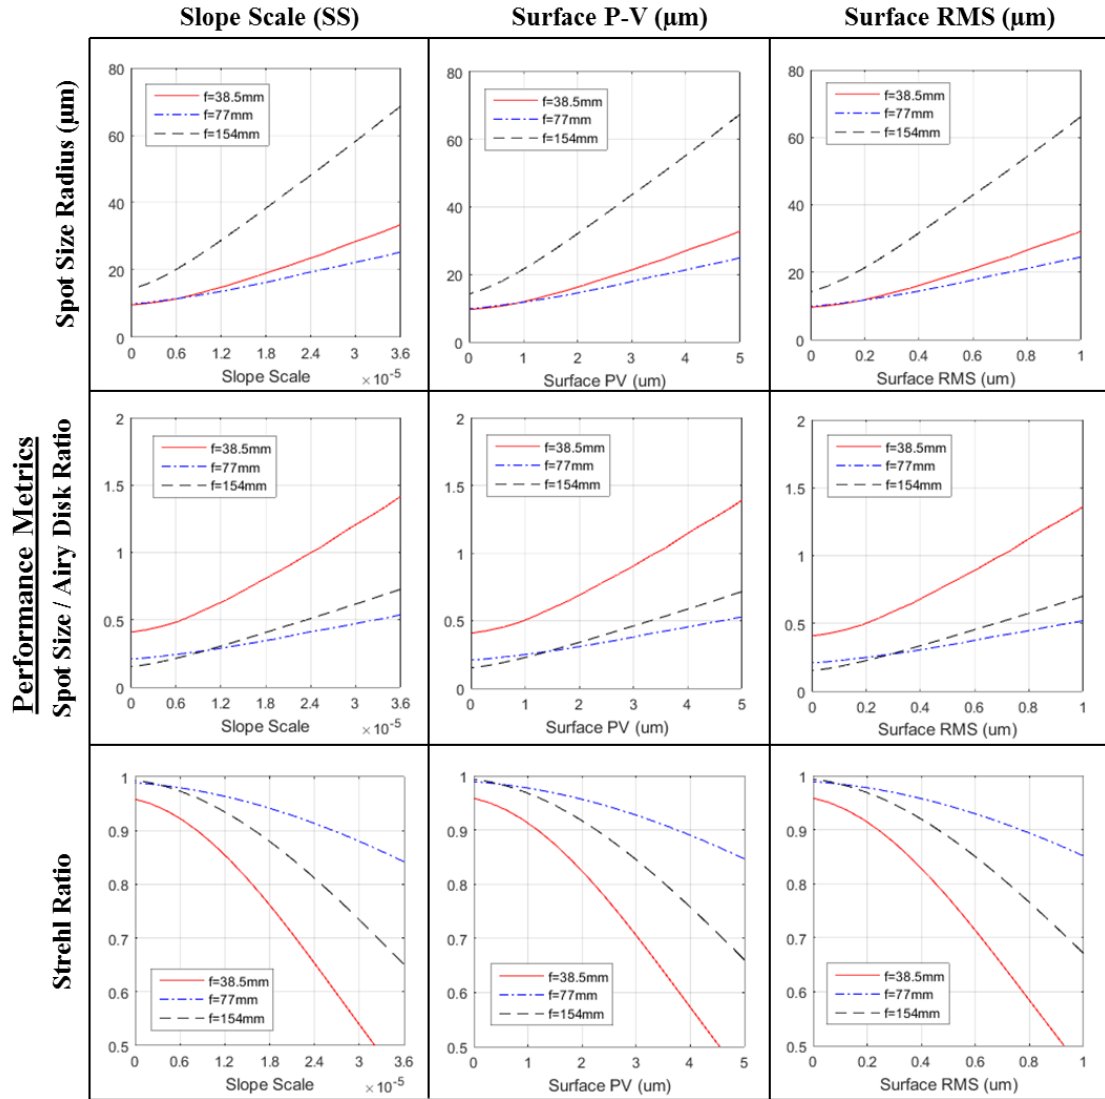 Slope Scale (SS)
Surface P-V (μm)
Surface RMS (μm)
Performance Metrics
Spot Size Radius (μm)
80
60
40
20
0
f=38.5mm
f=77mm
f=154mm
0 0.6 1.2 1.8 2.4 3 3.6
Slope Scale
×10-5
80
60
40
20
0
f=38.5mm
f=77mm
f=154mm
0 1 2 3 4 5
Surface PV (um)
80
60
40
20
0
f=38.5mm
f=77mm
f=154mm
0 0.2 0.4 0.6 0.8 1
Surface RMS (um)
Spot Size / Airy Disk Ratio
2
1.5
1
0.5
0
f=38.5mm
f=77mm
f=154mm
0 0.6 1.2 1.8 2.4 3 3.6
Slope Scale
×10-5
2
1.5
1
0.5
0
f=38.5mm
f=77mm
f=154mm
0 1 2 3 4 5
Surface PV (um)
2
1.5
1
0.5
0
f=38.5mm
f=77mm
f=154mm
0 0.2 0.4 0.6 0.8 1
Surface RMS (um)
Strehl Ratio
1
0.9
0.8
0.7
0.6
0.5
f=38.5mm
f=77mm
f=154mm
0 0.6 1.2 1.8 2.4 3 3.6
Slope Scale
×10-5
1
0.9
0.8
0.7
0.6
0.5
f=38.5mm
f=77mm
f=154mm
0 1 2 3 4 5
Surface PV (um)
1
0.9
0.8
0.7
0.6
0.5
f=38.5mm
f=77mm
f=154mm
0 0.2 0.4 0.6 0.8 1
Surface RMS (um)